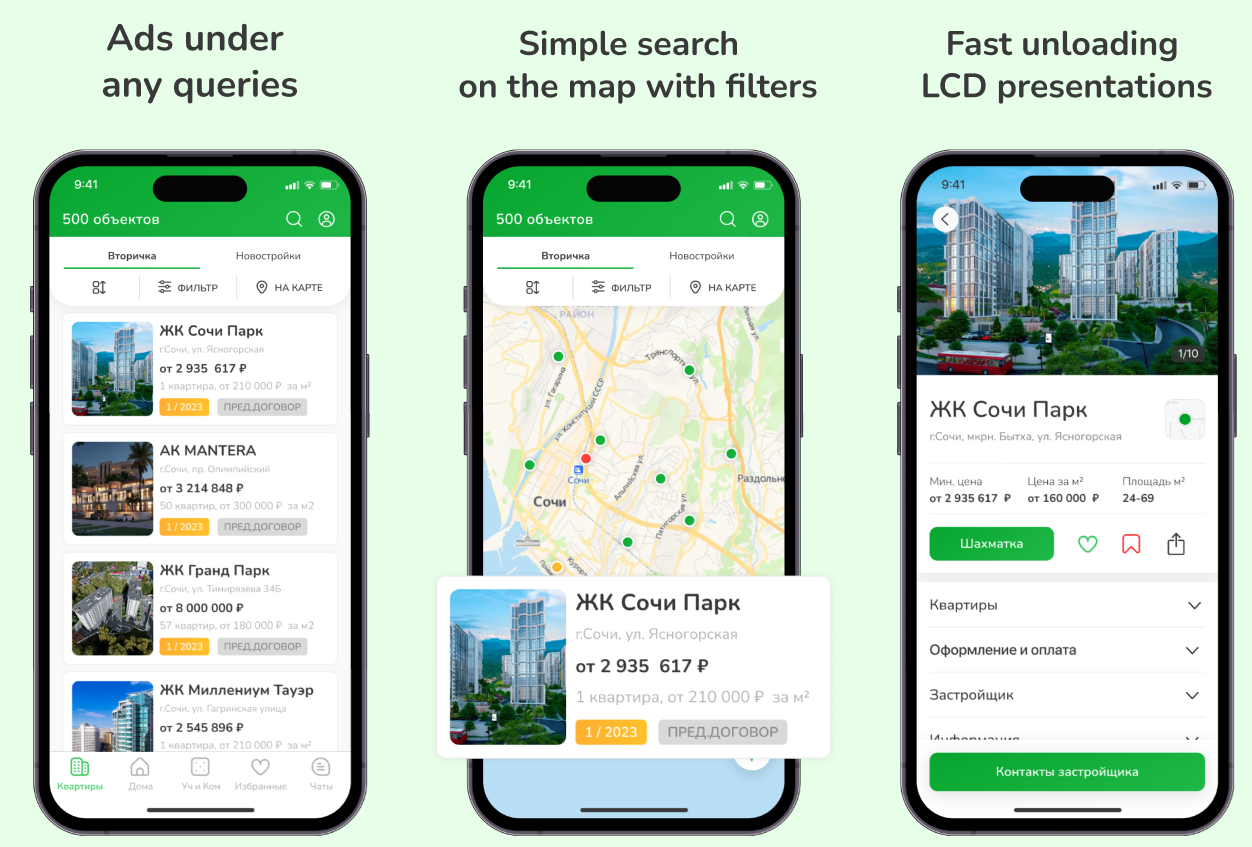 Ads under
any queries
9:41
500 объектов
Вторичка
Новостройки
ФИЛЬТР
НА КАРТЕ
ЖК Сочи Парк
г.Сочи, ул. Ясногорская
от 2 935 617 ₽
1 квартира, от 210 000 ₽ за м²
1 / 2023
ПРЕД.ДОГОВОР
АК MANTERA
г.Сочи, пр. Олимпийский
от 3 214 848 ₽
50 квартир, от 300 000 ₽ за м2
1 / 2023
ПРЕД.ДОГОВОР
ЖК Гранд Парк
г.Сочи, ул. Тимирязева 34Б
от 8 000 000 ₽
57 квартир, от 180 000 ₽ за м2
1 / 2023
ПРЕД.ДОГОВОР
ЖК Миллениум Тауэр
г.Сочи, ул. Гагринская улица
от 2 545 896 ₽
1 квартира, от 210 000 ₽ за м²
Квартиры
Дома
Уч и Ком
Избранные
Чаты
Simple search
on the map with filters
9:41
500 объектов
Вторичка
Новостройки
ФИЛЬТР
НА КАРТЕ
РАЙОН
Транспортн
ул.
ул. Гагарина
ул. Конституции СССР
Альпийская ул.
Пятигорская ул.
Раздольн
Сочи
Сочи
Курорт
ЖК Сочи Парк
г.Сочи, ул. Ясногорская
от 2 935 617 ₽
1 квартира, от 210 000 ₽ за м²
1 / 2023
ПРЕД.ДОГОВОР
Fast unloading
LCD presentations
9:41
1/10
ЖК Сочи Парк
г.Сочи, мкрн. Бытха, ул. Ясногорская
Мин. цена
Цена за м²
Площадь м²
от 2 935 617 ₽
от 160 000 ₽
24-69
Шахматка
Квартиры
Оформление и оплата
Застройщик
Информация
Контакты застройщика